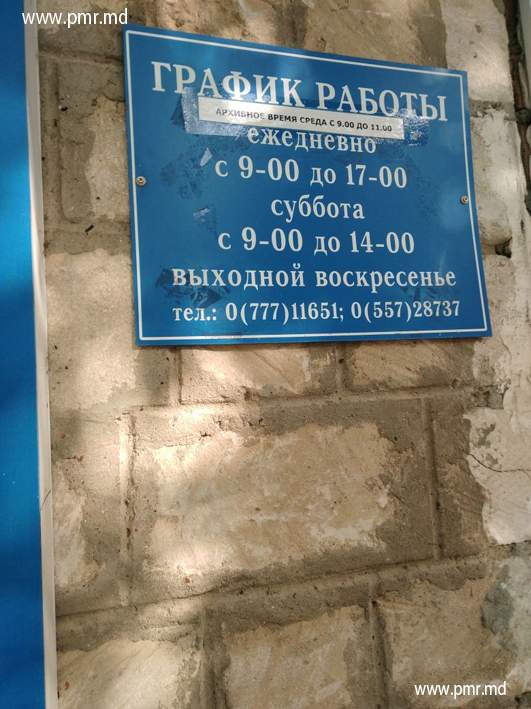 www.pmr.md
ГРАФИК РАБОТЫ
АРХИВНОЕ ВРЕМЯ СРЕДА С 9.00 ДО 11.00
ежедневно
с 9-00 до 17-00
суббота
с 9-00 до 14-00
выходной воскресенье
тел.: 0(777)11651; 0(557)28737
www.pmr.md